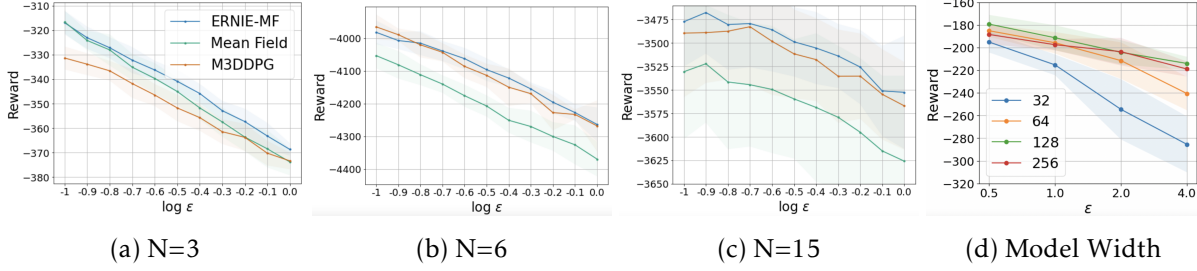 −310
−320
−330
−340
−350
−360
−370
−380
Reward
ERNIE-MF
Mean Field
M3DDPG
-1 -0.9 -0.8 -0.7 -0.6 -0.5 -0.4 -0.3 -0.2 -0.1 0.0
log ε
(a) N=3
−4000
−4100
−4200
−4300
−4400
Reward
-1 -0.9 -0.8 -0.7 -0.6 -0.5 -0.4 -0.3 -0.2 -0.1 0.0
log ε
(b) N=6
−3475
−3500
−3525
−3550
−3575
−3600
−3625
−3650
Reward
-1 -0.9 -0.8 -0.7 -0.6 -0.5 -0.4 -0.3 -0.2 -0.1 0.0
log ε
(c) N=15
−160
−180
−200
−220
−240
−260
−280
−300
−320
Reward
32
64
128
256
0.5 1.0 2.0 4.0
ε
(d) Model Width